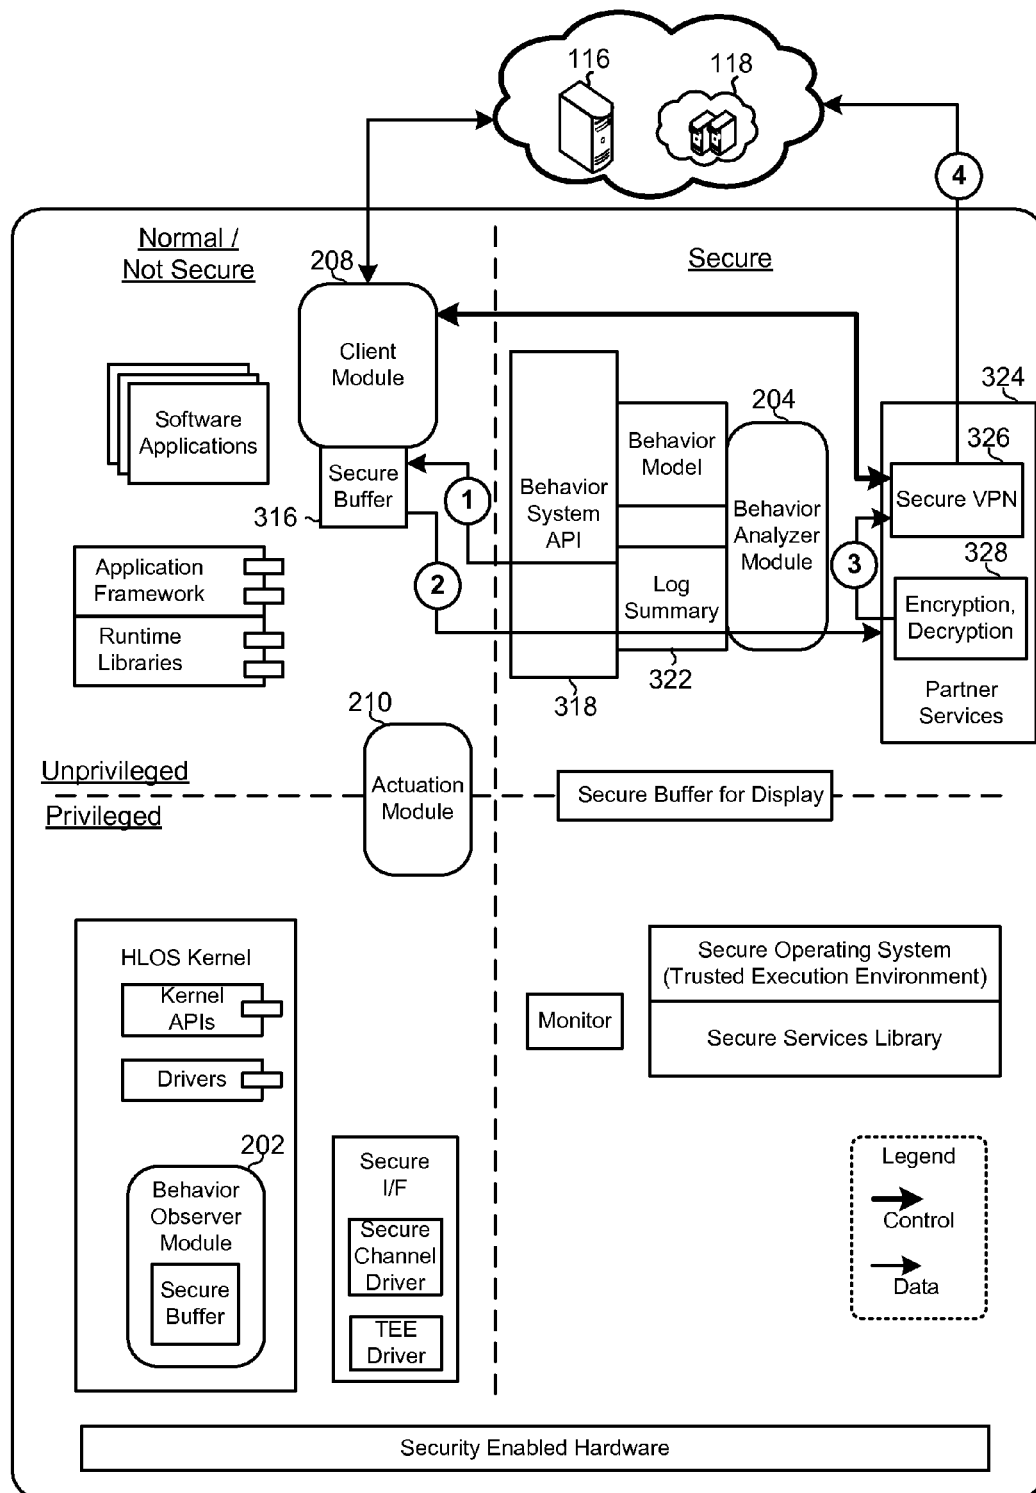 116
118
4
Normal /
Not Secure
Secure
208
Client
Module
324
204
326
Software
Applications
Behavior
Model
Secure
Buffer
1
Behavior
System
API
Behavior
Analyzer
Module
Secure VPN
316
3
328
Application
Framework
2
Log
Summary
Encryption,
Decryption
Runtime
Libraries
322
318
Partner
Services
210
Unprivileged
Actuation
Module
Secure Buffer for Display
Privileged
HLOS Kernel
Secure Operating System
(Trusted Execution Environment)
Kernel
APIs
Monitor
Secure Services Library
Drivers
202
Behavior
Observer
Module
Secure
Buffer
Secure
I/F
Secure
Channel
Driver
TEE
Driver
Legend
Control
Data
Security Enabled Hardware